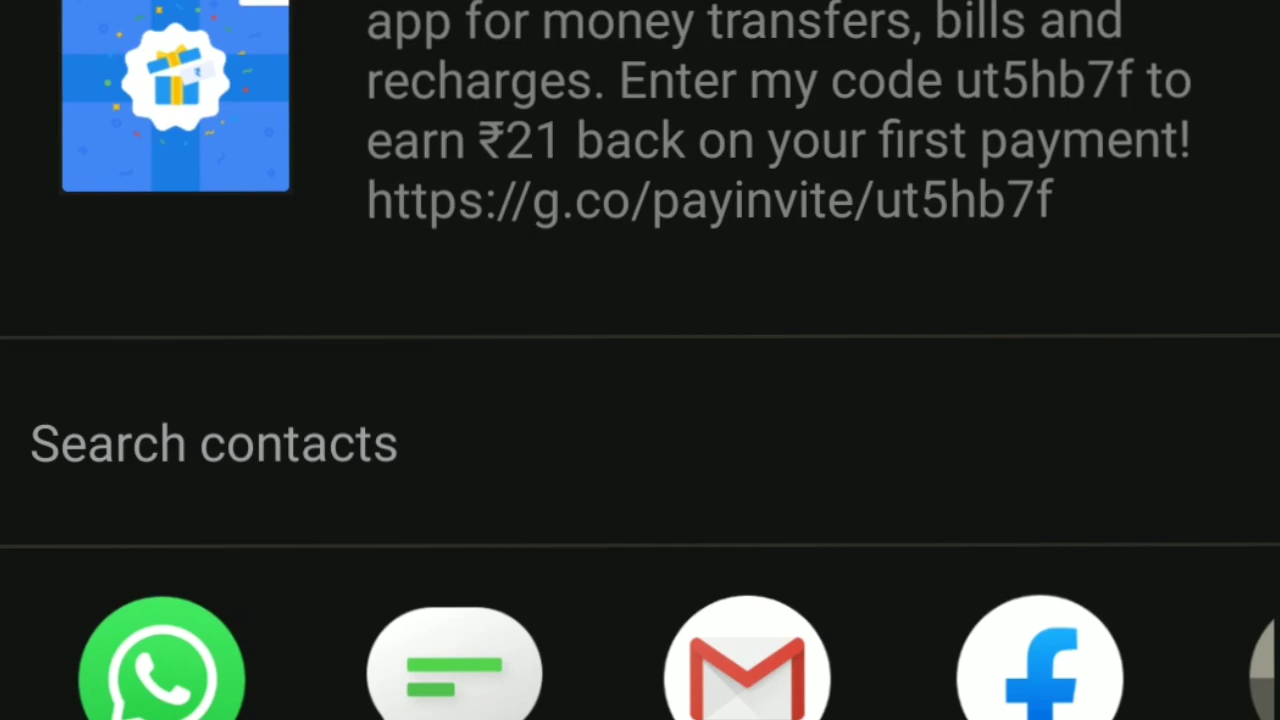 app for money transfers, bills and
recharges. Enter my code ut5hb7f to
earn ₹21 back on your first payment!
https://g.co/payinvite/ut5hb7f
Search contacts